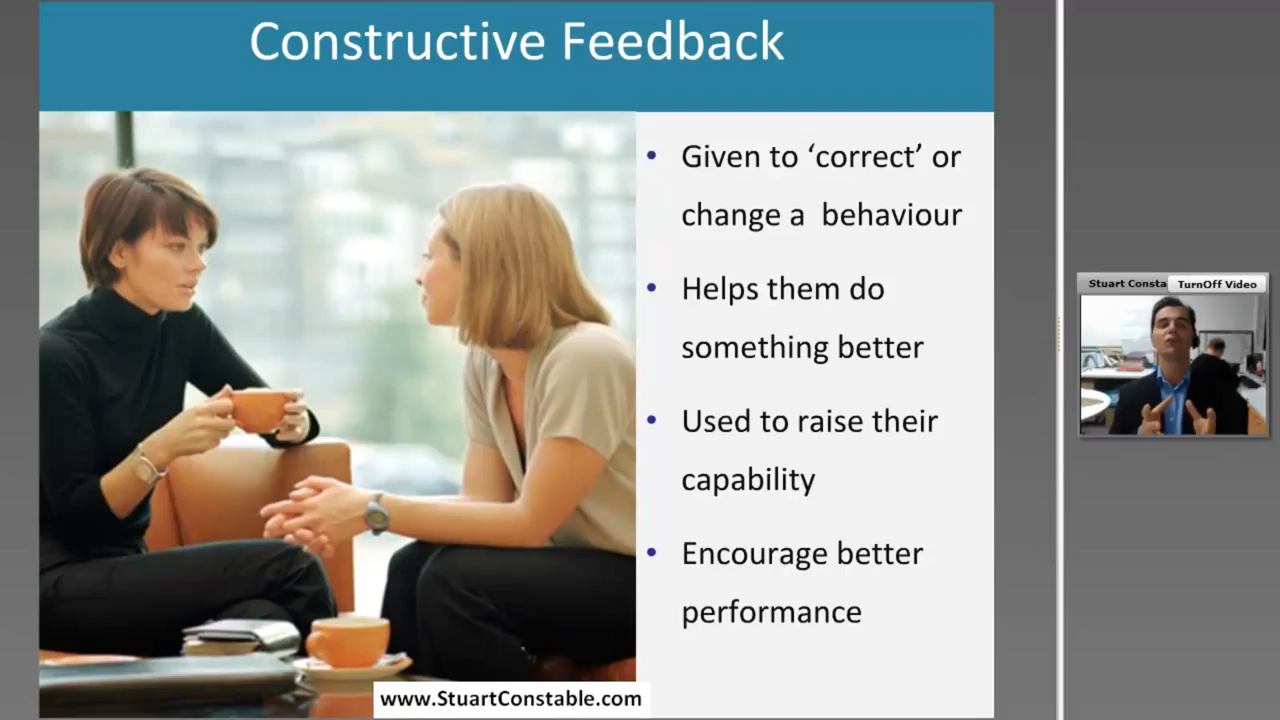 Constructive Feedback
• Given to ‘correct’ or
change a  behaviour
• Helps them do
something better
• Used to raise their
capability
• Encourage better
performance
www.StuartConstable.com
Stuart Consta
TurnOff Video